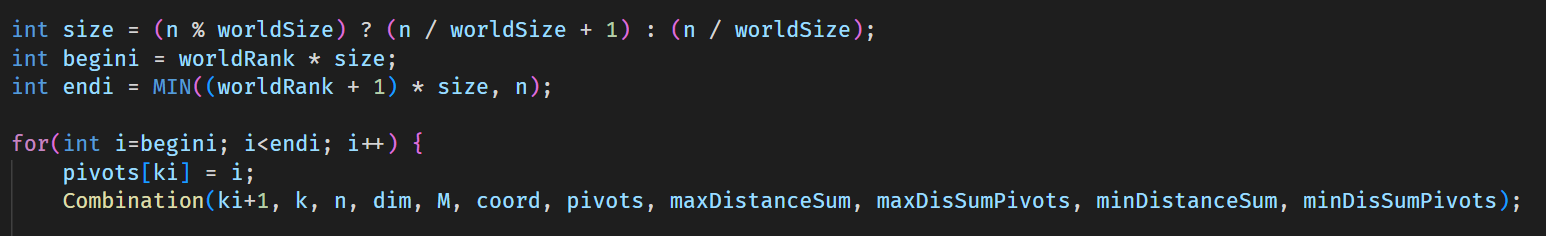 int size = (n % worldSize) ? (n / worldSize + 1) : (n / worldSize);
int begini = worldRank * size;
int endi = MIN((worldRank + 1) * size, n);
for(int i=begini; i<endi; i++) {
pivots[ki] = i;
Combination(ki+1, k, n, dim, M, coord, pivots, maxDistanceSum, maxDisSumPivots, minDistanceSum, minDisSumPivots);